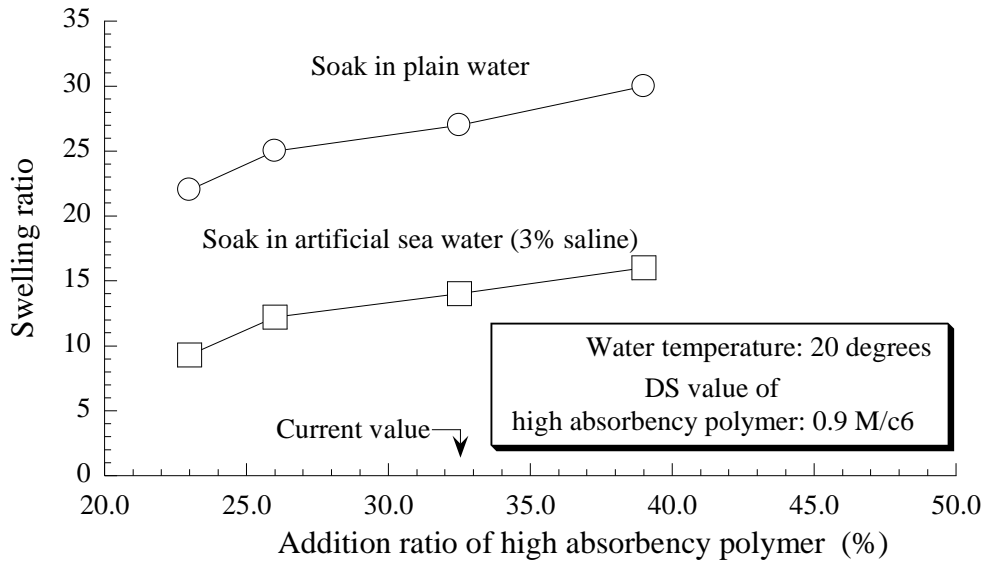 35
30
25
20
15
10
5
0
Swelling ratio
Soak in plain water
Soak in artificial sea water (3% saline)
Water temperature: 20 degrees
DS value of
high absorbency polymer: 0.9 M/c6
Current value
20.0 25.0 30.0 35.0 40.0 45.0 50.0
Addition ratio of high absorbency polymer (%)